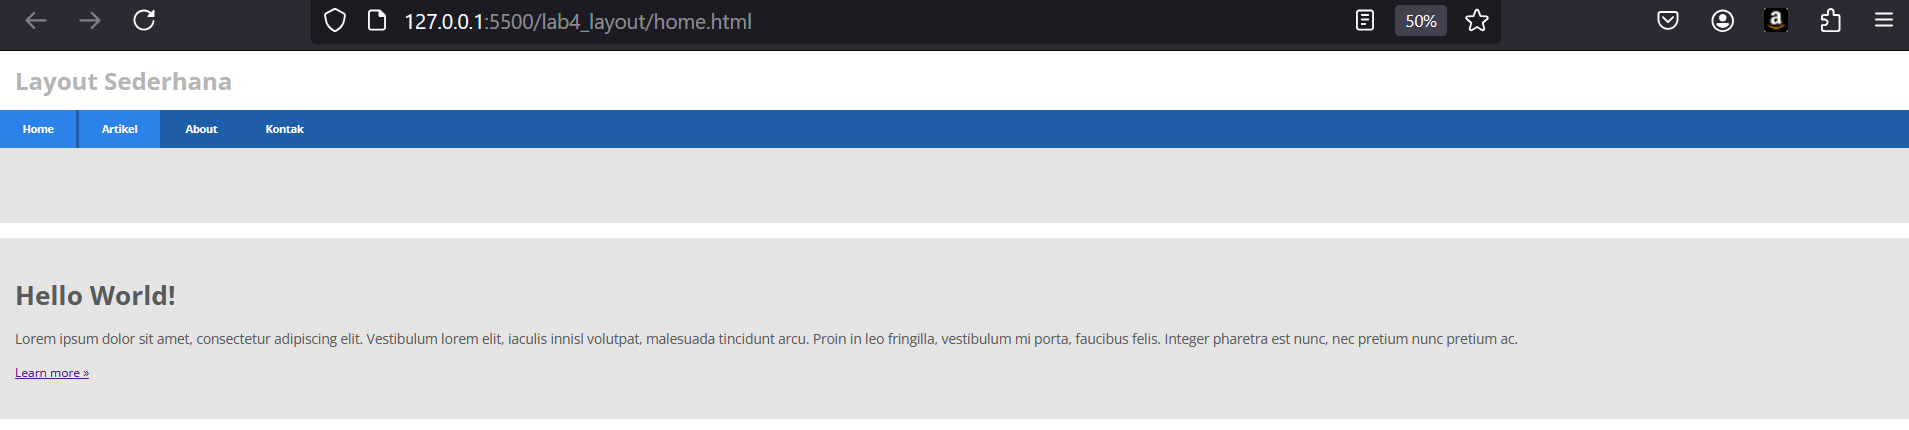 127.0.0.1:5500/lab4_layout/home.html 50%
Layout Sederhana
Home Artikel About Kontak
Hello World!
Lorem ipsum dolor sit amet, consectetur adipiscing elit. Vestibulum lorem elit, iaculis innisl volutpat, malesuada tincidunt arcu. Proin in leo fringilla, vestibulum mi porta, faucibus felis. Integer pharetra est nunc, nec pretium nunc pretium ac.
Learn more »